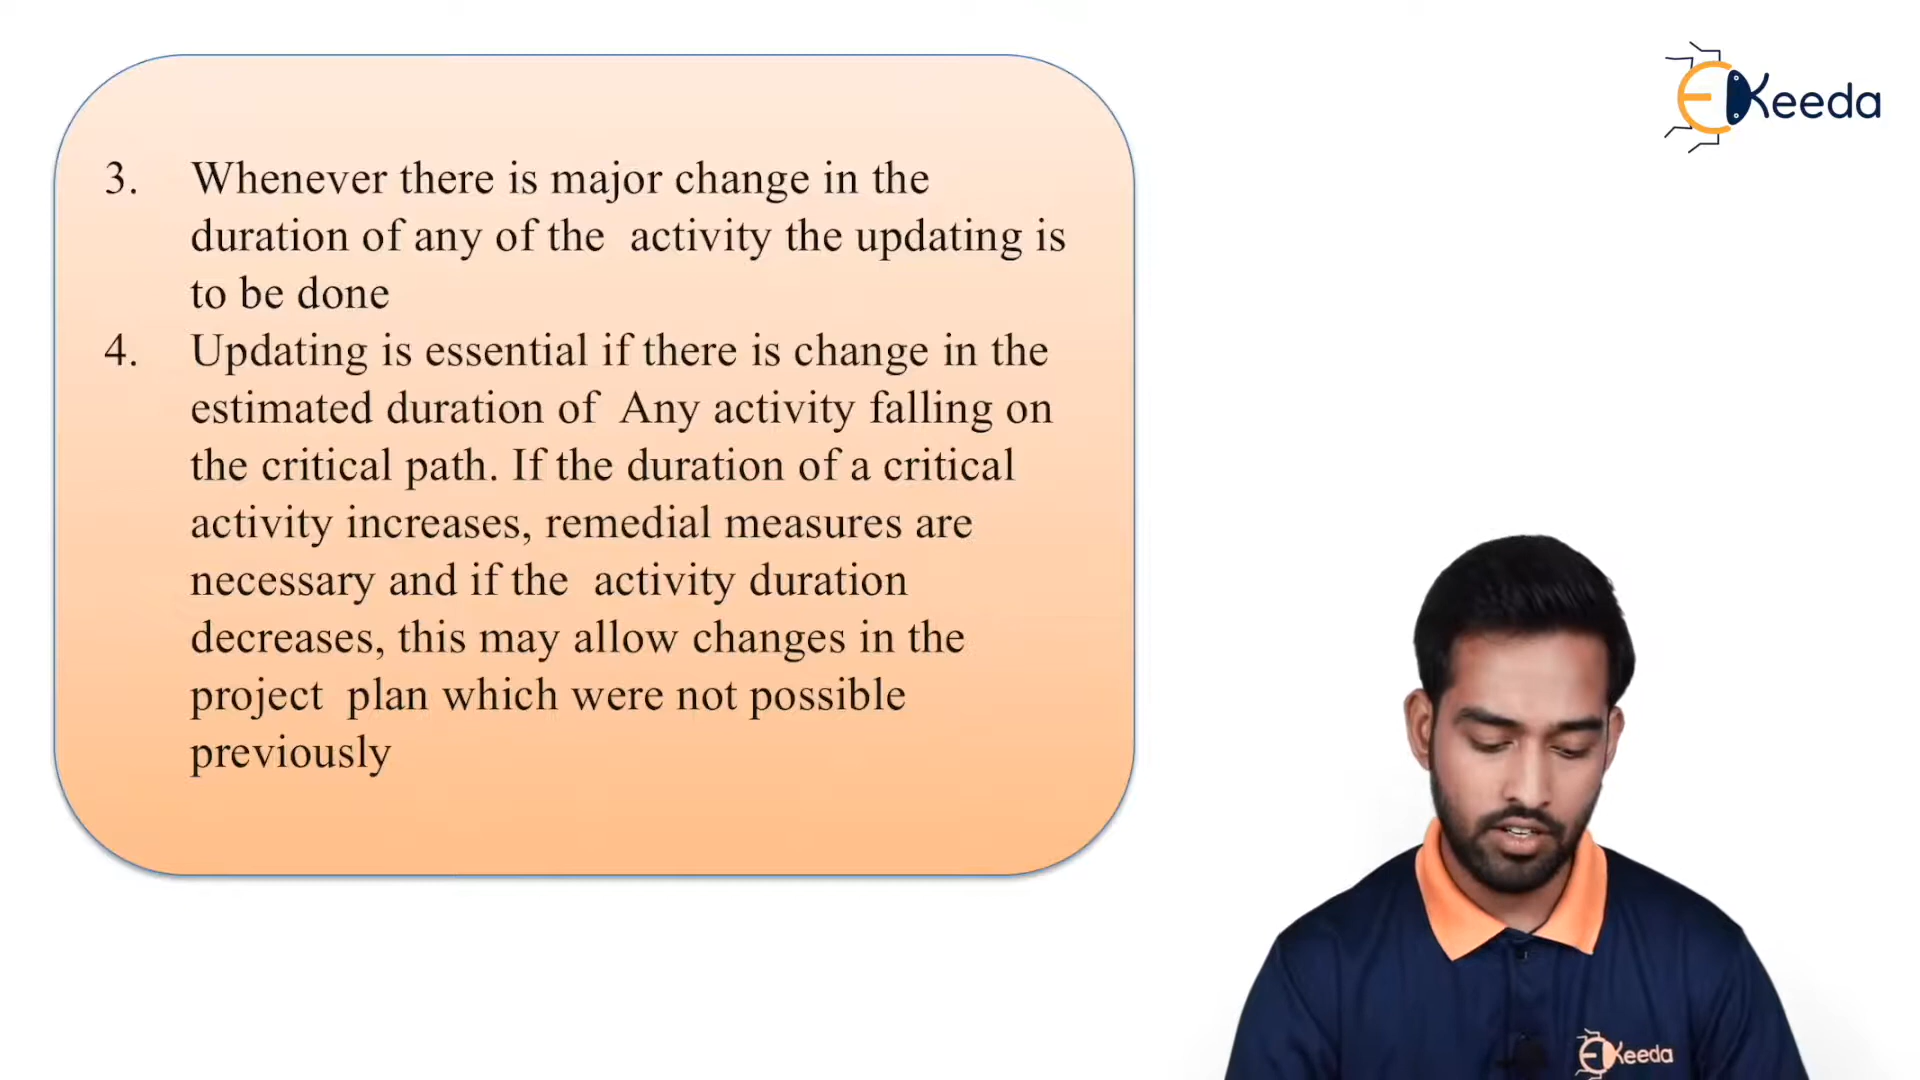 EKeeda
3. Whenever there is major change in the
duration of any of the activity the updating is
to be done
4. Updating is essential if there is change in the
estimated duration of Any activity falling on
the critical path. If the duration of a critical
activity increases, remedial measures are
necessary and if the activity duration
decreases, this may allow changes in the
project plan which were not possible
previously
EKeeda